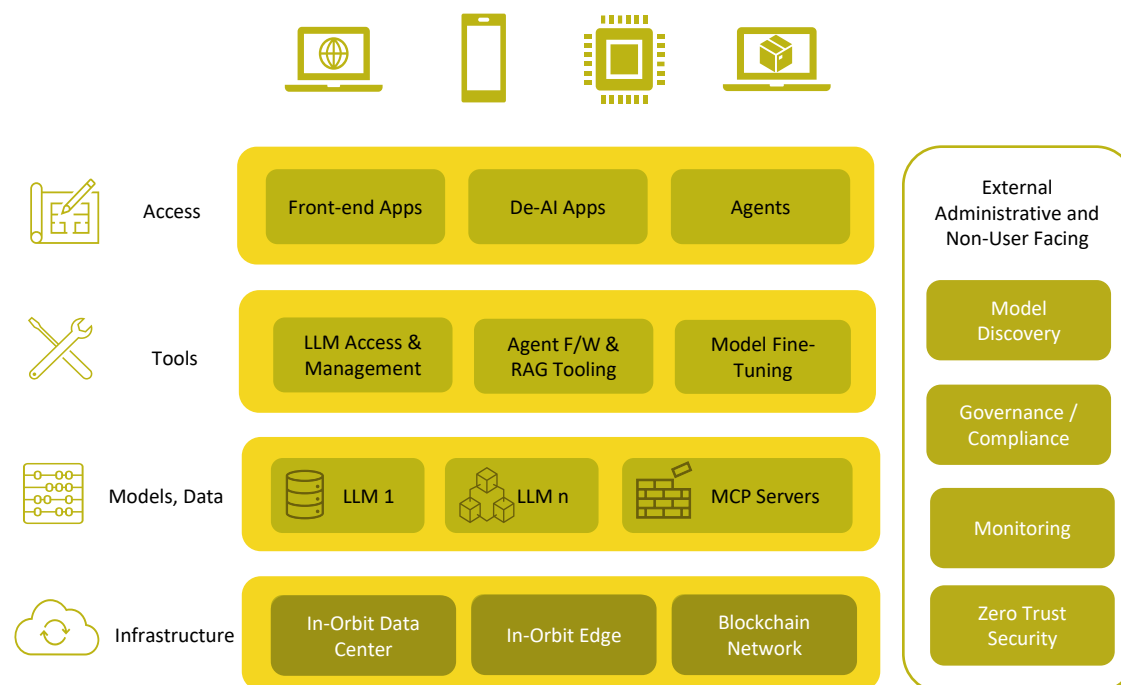 Access
Front-end Apps
De-AI Apps
Agents
Tools
LLM Access &
Management
Agent F/W &
RAG Tooling
Model Fine-
Tuning
Models, Data
LLM 1
LLM n
MCP Servers
Infrastructure
In-Orbit Data
Center
In-Orbit Edge
Blockchain
Network
External
Administrative and
Non-User Facing
Model
Discovery
Governance /
Compliance
Monitoring
Zero Trust
Security